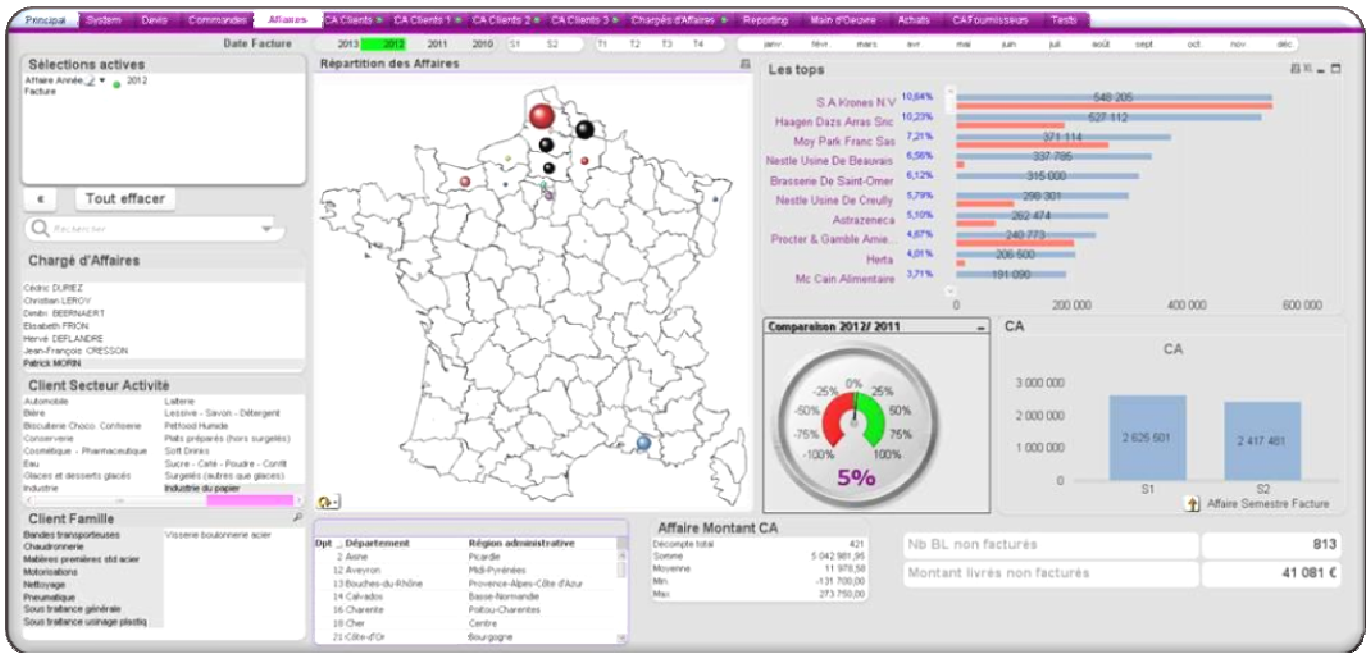 Principal System Devis Commandes Affaires CA Clients CA Clients 1 CA Clients 2 CA Clients 3 Chargés d'Affaires Reporting Main d'Oeuvre Achats CA Fournisseurs Tests
Date Facture 2013 2012 2011 2010 S1 S2 T1 T2 T3 T4 janv. févr. mars avr. mai juin juil. août sept. oct. nov. déc.
Sélections actives
Affaire Année 2012
Facture
« Tout effacer
Rechercher
Chargé d'Affaires
Cédric DURIEZ
Christian LEROY
Dimitri BEERNAERT
Elisabeth FRION
Hervé DEFLANDRE
Jean-François CRESSON
Patrick MORIN
Client Secteur Activité
Automobile Laiterie
Bière Lessive - Savon - Détergent
Biscuiterie Choco. Confiserie Petfood Humide
Conserverie Plats préparés (hors surgelés)
Cosmétique - Pharmaceutique Soft Drinks
Eau Sucre - Café - Poudre - Confit
Glaces et desserts glacés Surgelés (autres que glaces)
Industrie Industrie du papier
Client Famille
Bandes transporteuses Visserie boulonnerie acier
Chaudronnerie
Matières premières std acier
Motorisations
Nettoyage
Pneumatique
Sous traitance générale
Sous traitance usinage plastiq
Répartition des Affaires
Les tops
XL
S.A.Krones N.V 10,64% 548 205
Haagen Dazs Arras Snc 10,23% 527 112
Moy Park Franc Sas 7,21% 371 114
Nestle Usine De Beauvais 6,56% 337 785
Brasserie De Saint-Omer 6,12% 315 000
Nestle Usine De Creully 5,79% 298 301
Astrazeneca 5,10% 262 474
Procter & Gamble Amie... 4,67% 240 773
Herta 4,01% 206 500
Mc Cain Alimentaire 3,71% 191 090
0 200 000 400 000 600 000
Comparaison 2012/ 2011
-100% -75% -50% -25% 0% 25% 50% 75% 100%
5%
CA
CA
3 000 000
2 000 000
1 000 000
0
2 625 501 2 417 461
S1 S2
Affaire Semestre Facture
Dpt Département Région administrative
2 Aisne Picardie
12 Aveyron Midi-Pyrénées
13 Bouches-du-Rhône Provence-Alpes-Côte d'Azur
14 Calvados Basse-Normandie
16 Charente Poitou-Charentes
18 Cher Centre
21 Côte-d'Or Bourgogne
Affaire Montant CA
Décompte total 421
Somme 5 042 981,95
Moyenne 11 978,58
Min -131 700,00
Max 273 750,00
Nb BL non facturés 813
Montant livrés non facturés 41 081 €